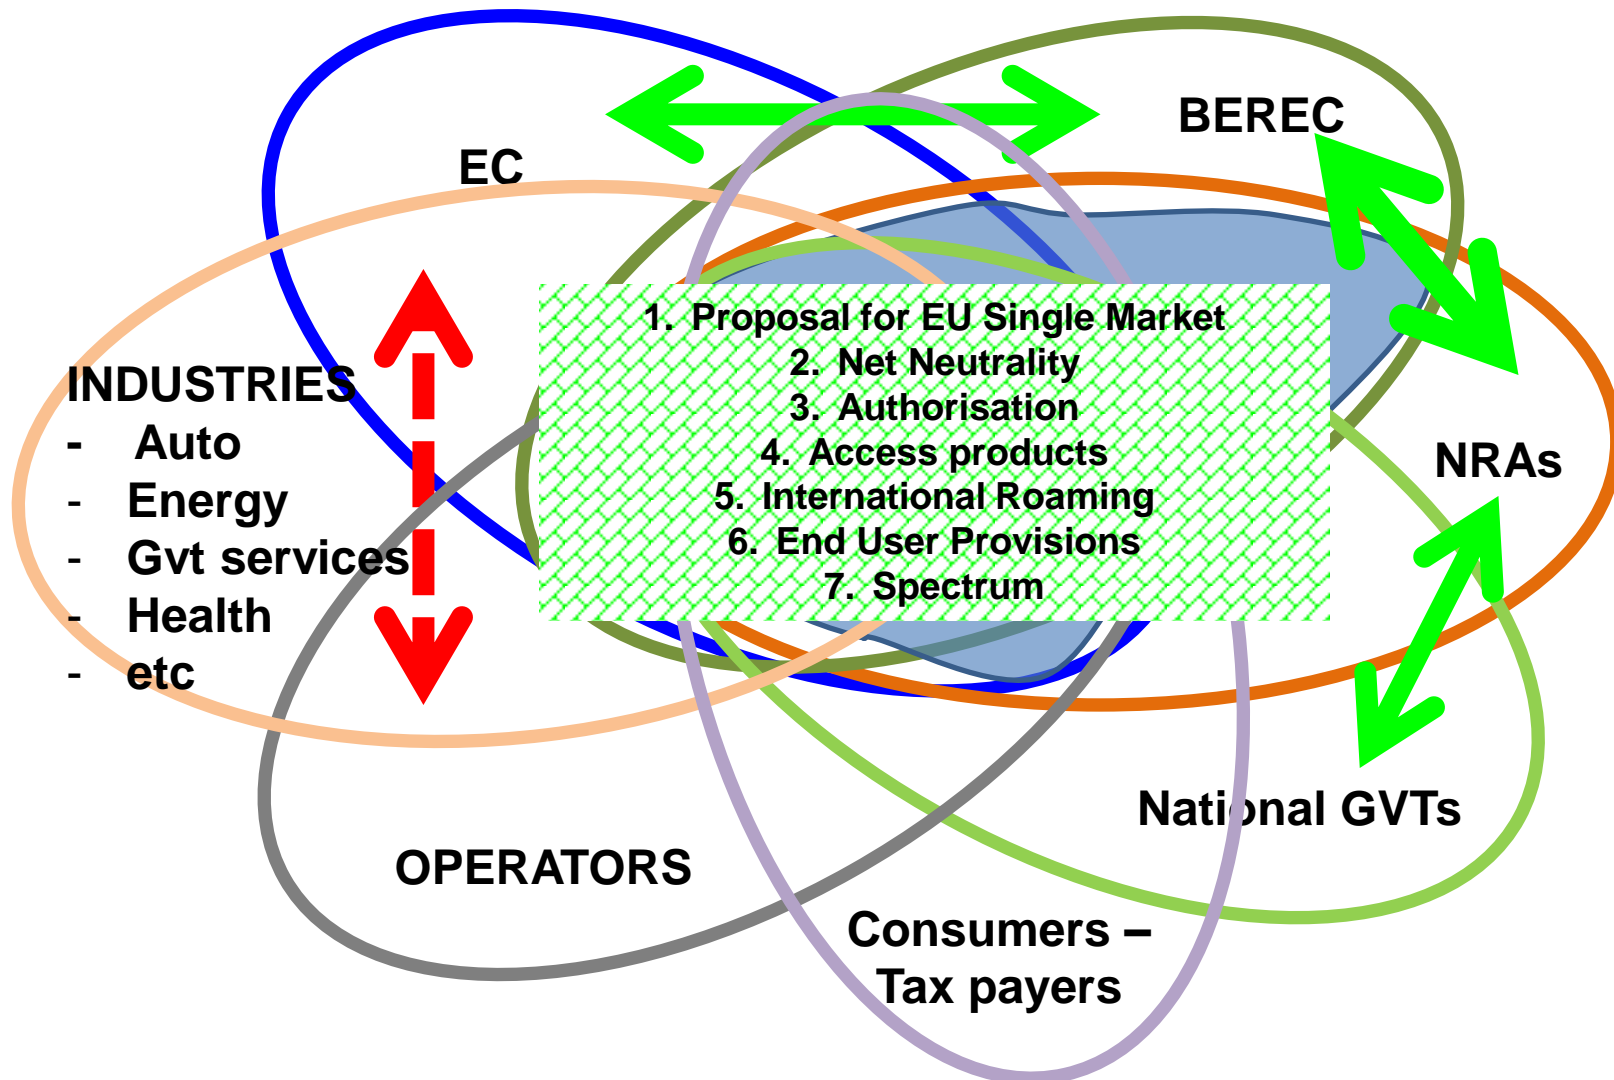 BEREC
EC
1. Proposal for EU Single Market
2. Net Neutrality
3. Authorisation
4. Access products
5. International Roaming
6. End User Provisions
7. Spectrum
INDUSTRIES
- Auto
- Energy
- Gvt services
- Health
- etc
NRAs
National GVTs
OPERATORS
Consumers –
Tax payers